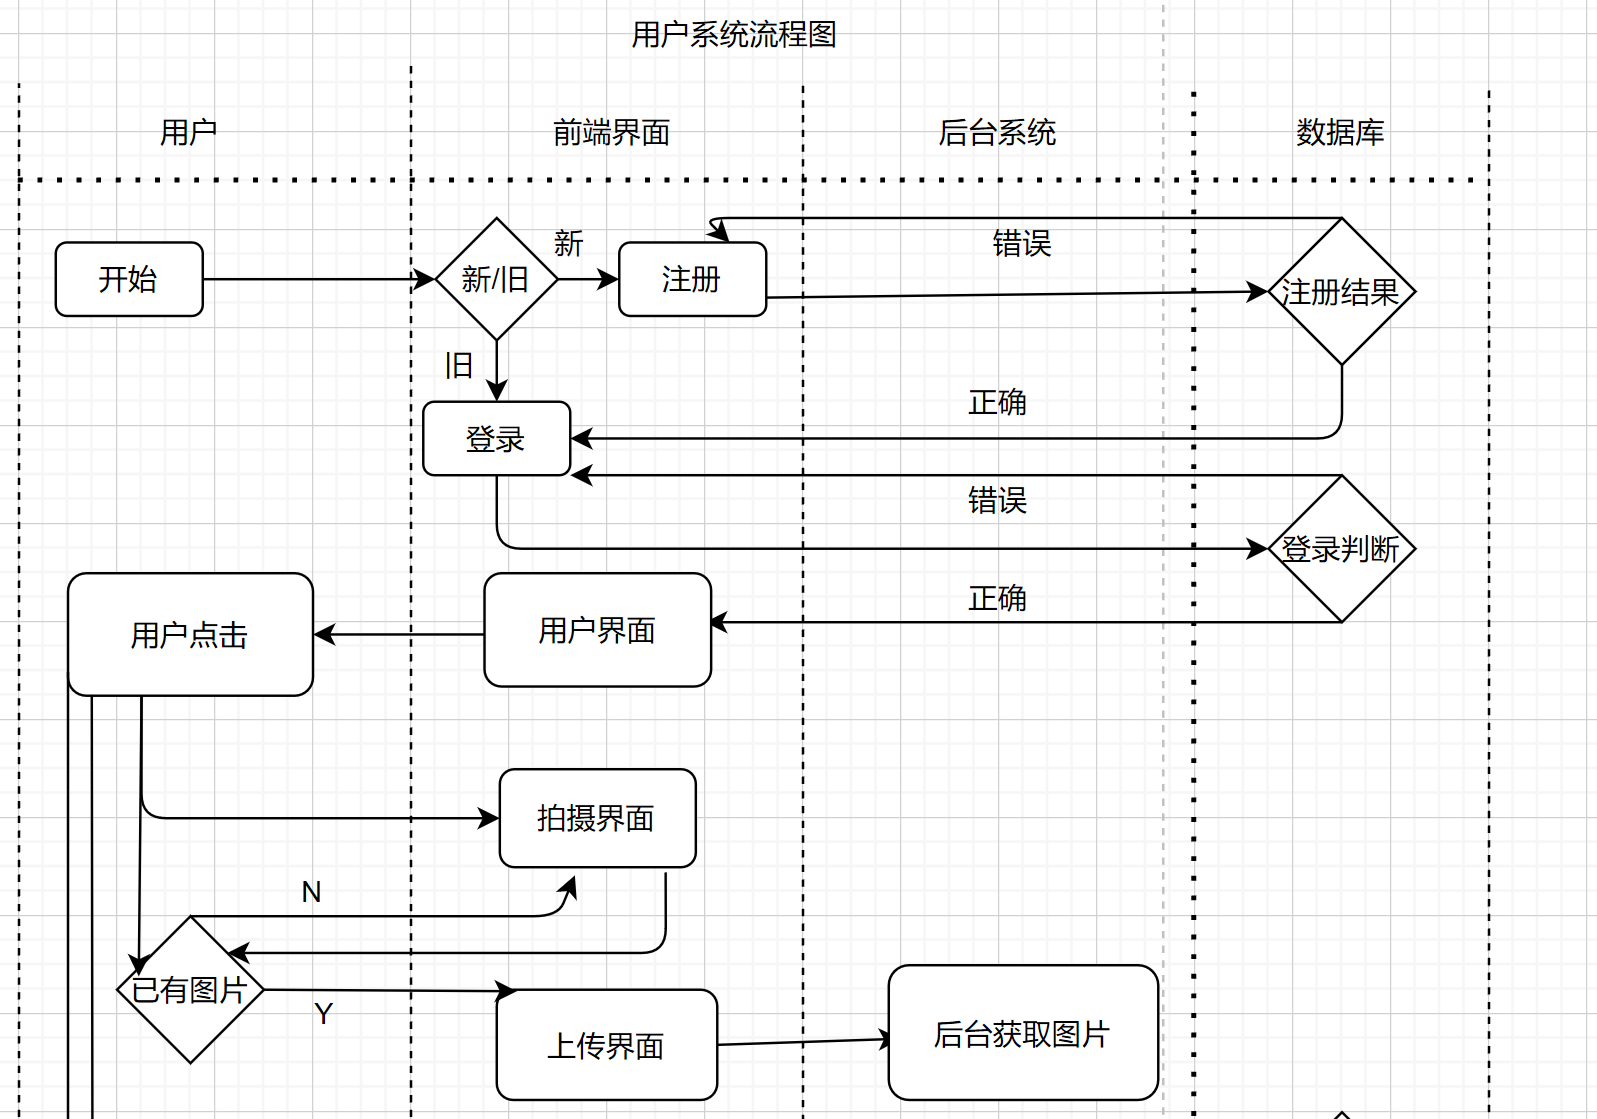 用户系统流程图
用户
前端界面
后台系统
数据库
开始
新/旧
新
注册
错误
注册结果
旧
正确
登录
错误
登录判断
正确
用户点击
用户界面
拍摄界面
N
已有图片
Y
上传界面
后台获取图片